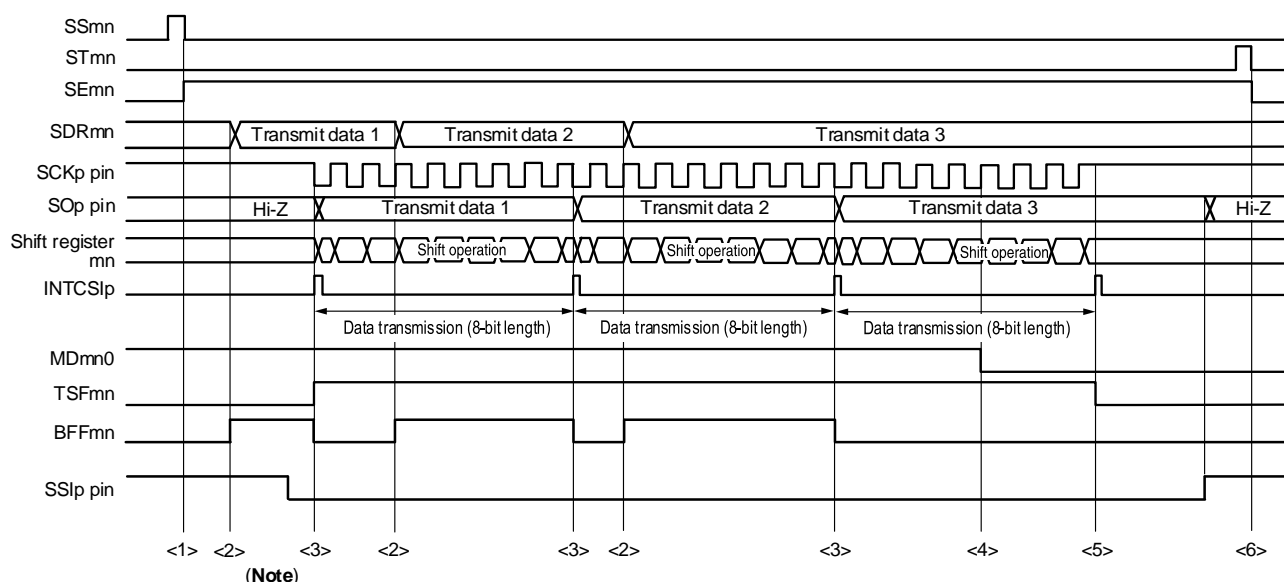 SSmn
STmn
SEmn
SDRmn Transmit data 1 Transmit data 2 Transmit data 3
SCKp pin
SOp pin Hi-Z Transmit data 1 Transmit data 2 Transmit data 3 Hi-Z
Shift register
mn Shift operation Shift operation Shift operation
INTCSIp
Data transmission (8-bit length) Data transmission (8-bit length) Data transmission (8-bit length)
MDmn0
TSFmn
BFFmn
SSIp pin
<1> <2> <3> <2> <3> <2> <3> <4> <5> <6>
(Note)